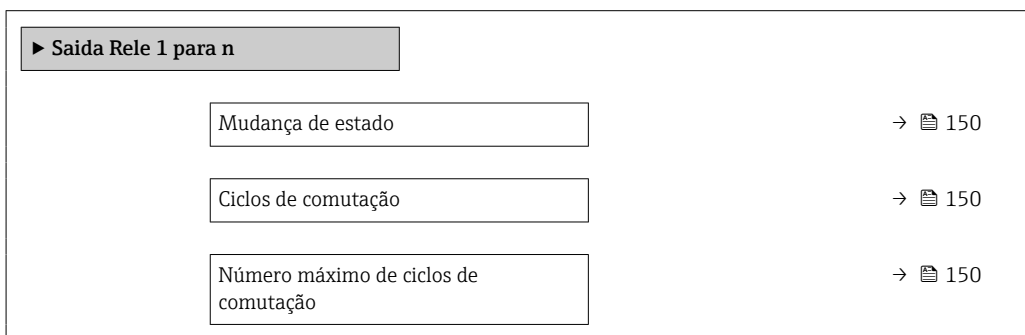 ▶ Saida Rele 1 para n
Mudança de estado → 150
Ciclos de comutação → 150
Número máximo de ciclos de → 150
comutação